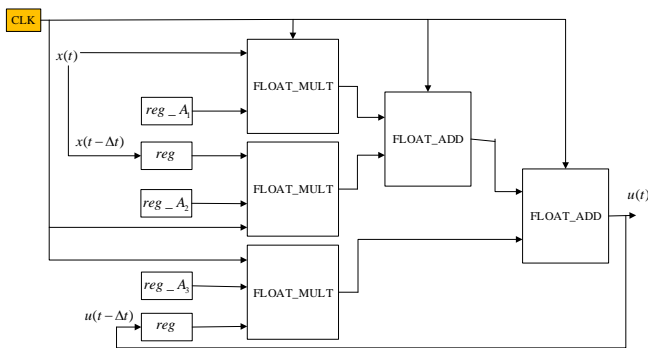 CLK
x(t)
FLOAT_MULT
reg_A₁
x(t−Δt)
reg
FLOAT_MULT
reg_A₂
FLOAT_ADD
FLOAT_ADD
u(t)
FLOAT_MULT
reg_A₃
u(t−Δt)
reg